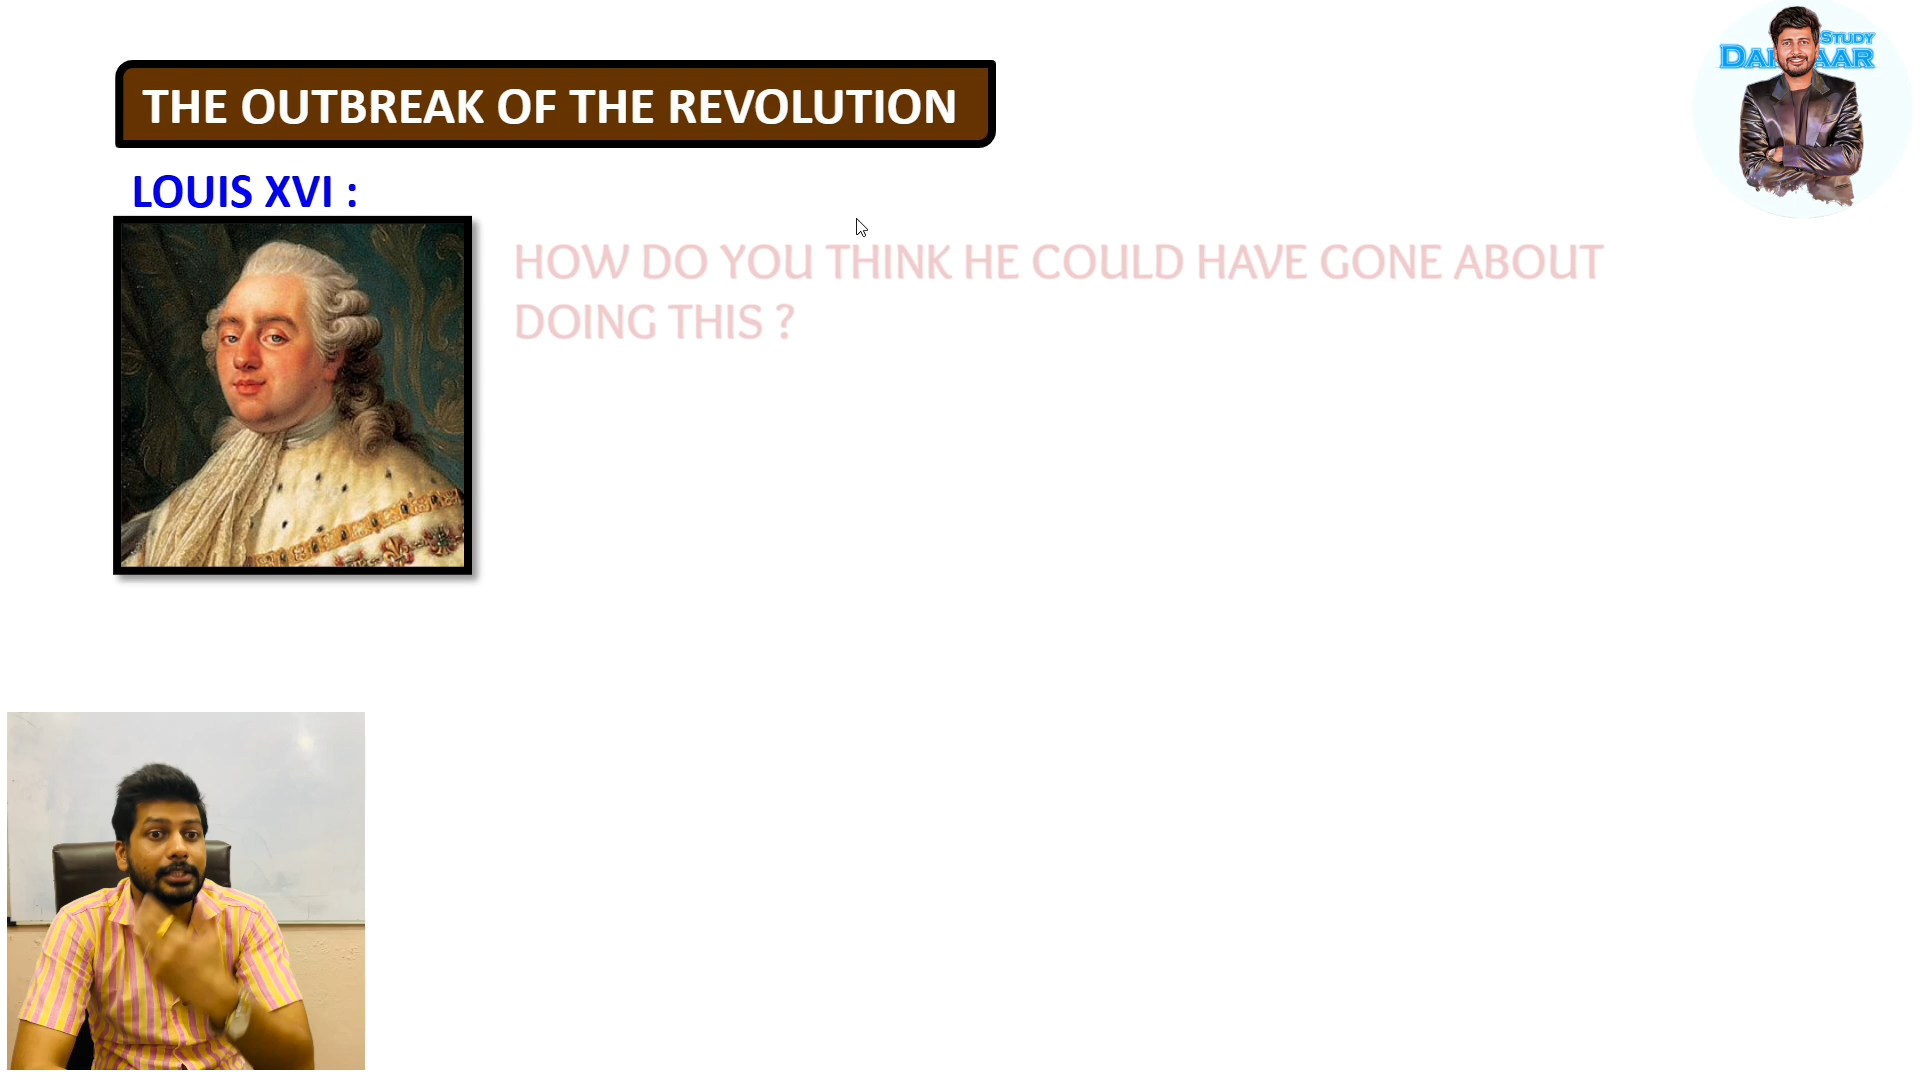 THE OUTBREAK OF THE REVOLUTION
LOUIS XVI :
HOW DO YOU THINK HE COULD HAVE GONE ABOUT
DOING THIS ?
STUDY